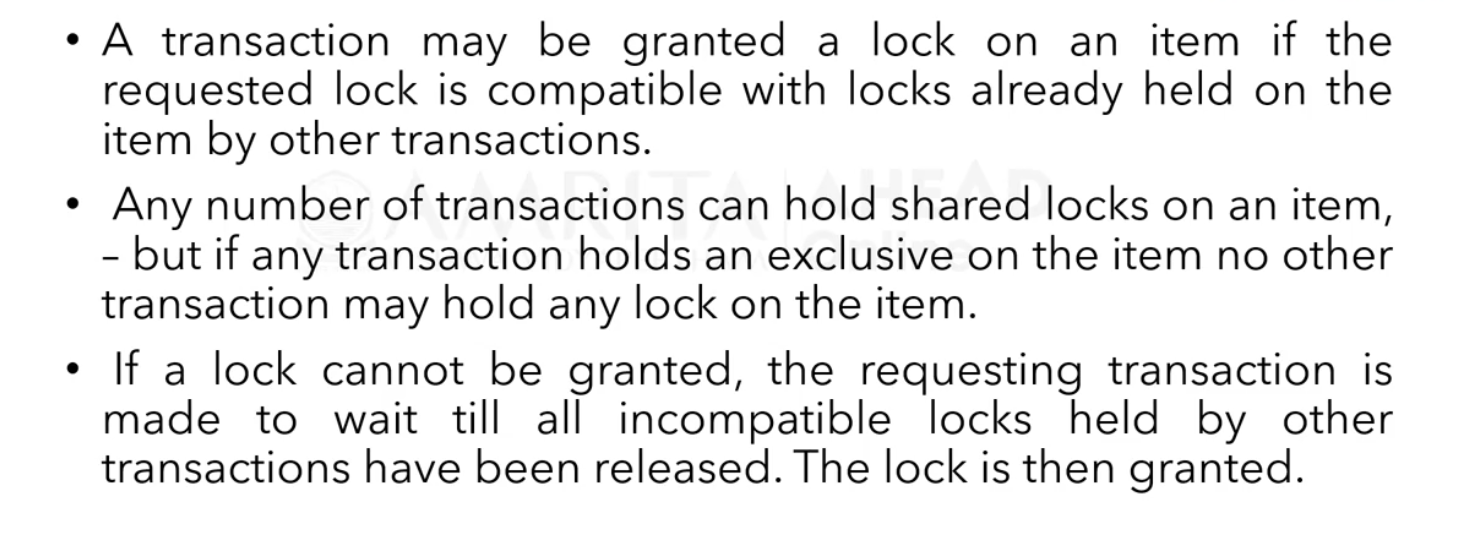 • A transaction may be granted a lock on an item if the
requested lock is compatible with locks already held on the
item by other transactions.
• Any number of transactions can hold shared locks on an item,
– but if any transaction holds an exclusive on the item no other
transaction may hold any lock on the item.
• If a lock cannot be granted, the requesting transaction is
made to wait till all incompatible locks held by other
transactions have been released. The lock is then granted.
AMRITA AHEAD
Online